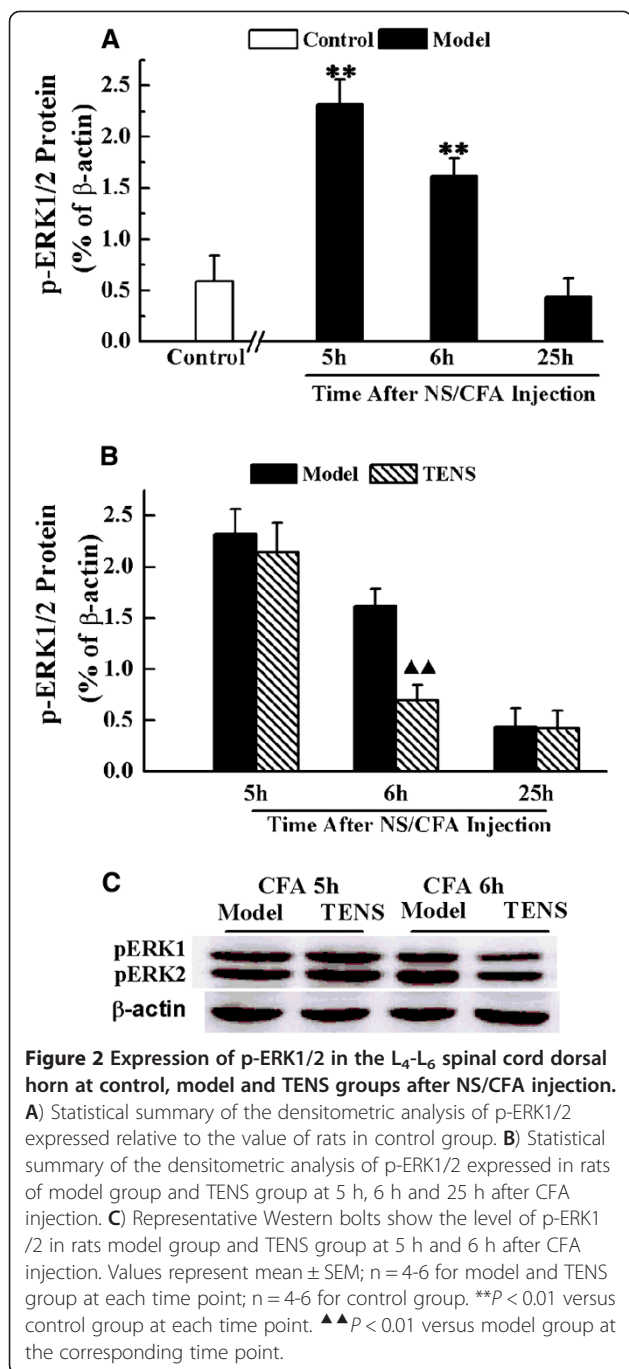 A
Control Model
p-ERK1/2 Protein
(% of β-actin)
2.5
2.0
1.5
1.0
0.5
0.0
**
**
Control 5h 6h 25h
Time After NS/CFA Injection
B
Model TENS
p-ERK1/2 Protein
(% of β-actin)
2.5
2.0
1.5
1.0
0.5
0.0
▲▲
5h 6h 25h
Time After NS/CFA Injection
C
CFA 5h CFA 6h
Model TENS Model TENS
pERK1
pERK2
β-actin
Figure 2 Expression of p-ERK1/2 in the L4-L6 spinal cord dorsal
horn at control, model and TENS groups after NS/CFA injection.
A) Statistical summary of the densitometric analysis of p-ERK1/2
expressed relative to the value of rats in control group. B) Statistical
summary of the densitometric analysis of p-ERK1/2 expressed in rats
of model group and TENS group at 5 h, 6 h and 25 h after CFA
injection. C) Representative Western bolts show the level of p-ERK1
/2 in rats model group and TENS group at 5 h and 6 h after CFA
injection. Values represent mean ± SEM; n = 4-6 for model and TENS
group at each time point; n = 4-6 for control group. **P < 0.01 versus
control group at each time point. ▲▲P < 0.01 versus model group at
the corresponding time point.